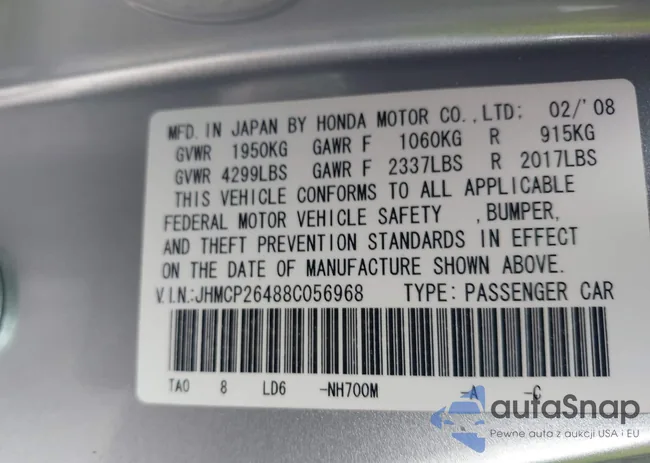 MFD. IN JAPAN BY HONDA MOTOR CO., LTD; 02/'08
GVWR 1950KG GAWR F 1060KG R 915KG
GVWR 4299LBS GAWR F 2337LBS R 2017LBS
THIS VEHICLE CONFORMS TO ALL APPLICABLE
FEDERAL MOTOR VEHICLE SAFETY , BUMPER,
AND THEFT PREVENTION STANDARDS IN EFFECT
ON THE DATE OF MANUFACTURE SHOWN ABOVE.
V.I.N.:JHMCP26488C056968 TYPE: PASSENGER CAR
TA0 8 LD6 -NH700M -A -C
autaSnap
Pewne auto z aukcji USA i EU